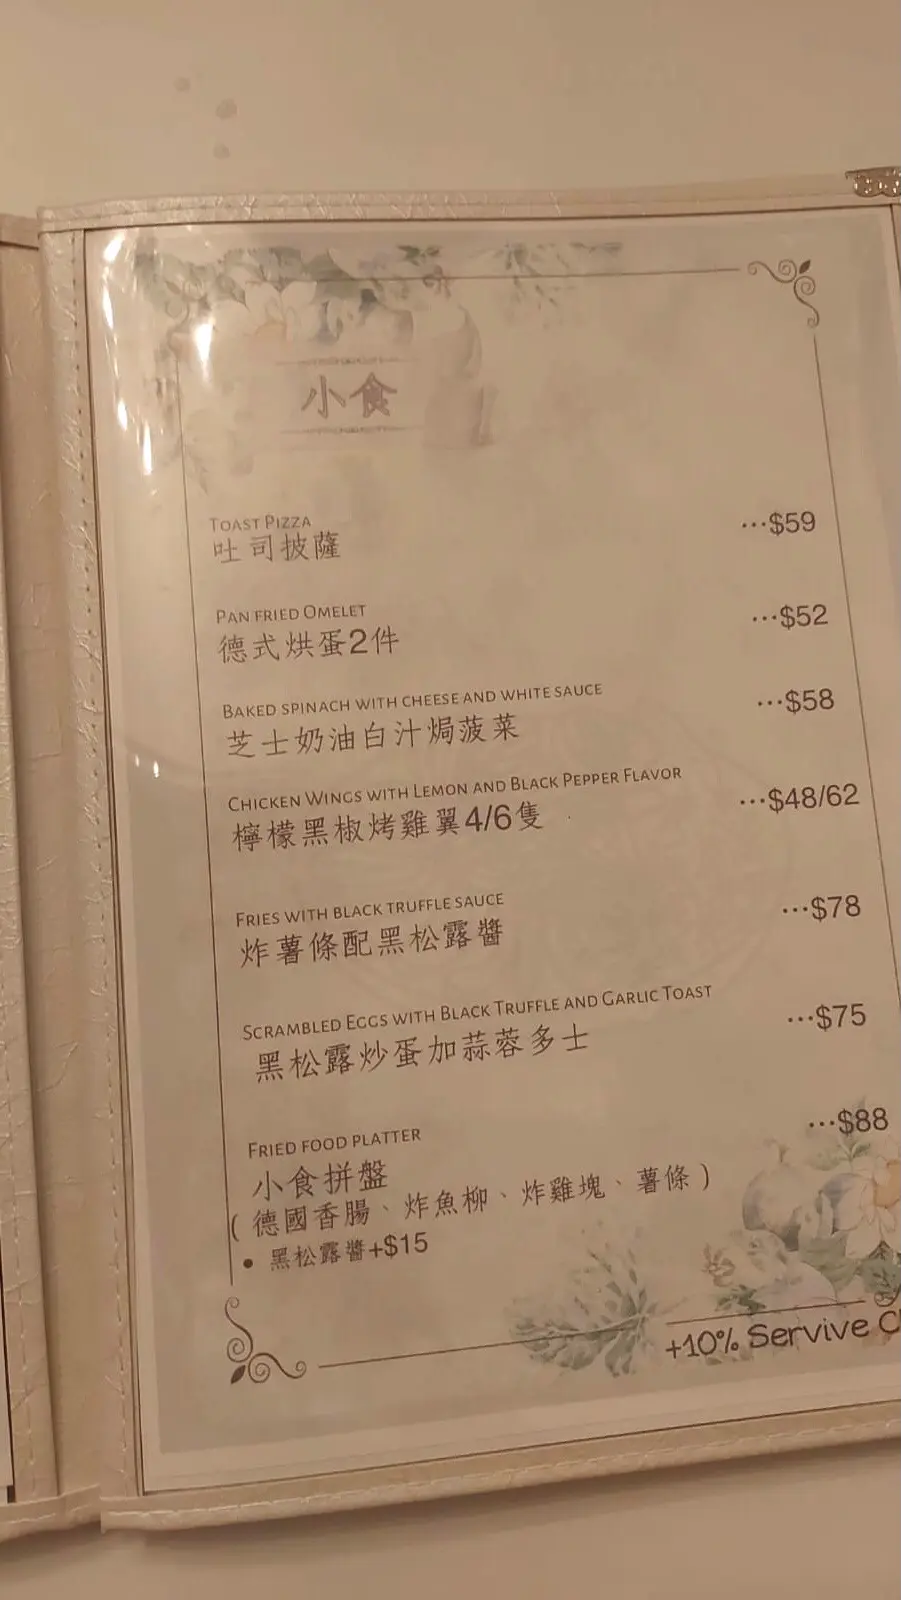 小食
TOAST PIZZA
吐司披薩
...$59
PAN FRIED OMELET
德式烘蛋2件
...$52
BAKED SPINACH WITH CHEESE AND WHITE SAUCE
芝士奶油白汁焗菠菜
...$58
CHICKEN WINGS WITH LEMON AND BLACK PEPPER FLAVOR
檸檬黑椒烤雞翼4/6隻
...$48/62
FRIES WITH BLACK TRUFFLE SAUCE
炸薯條配黑松露醬
...$78
SCRAMBLED EGGS WITH BLACK TRUFFLE AND GARLIC TOAST
黑松露炒蛋加蒜蓉多士
...$75
FRIED FOOD PLATTER
小食拼盤
...$88
(德國香腸、炸魚柳、炸雞塊、薯條)
• 黑松露醬+$15
+10% Servive